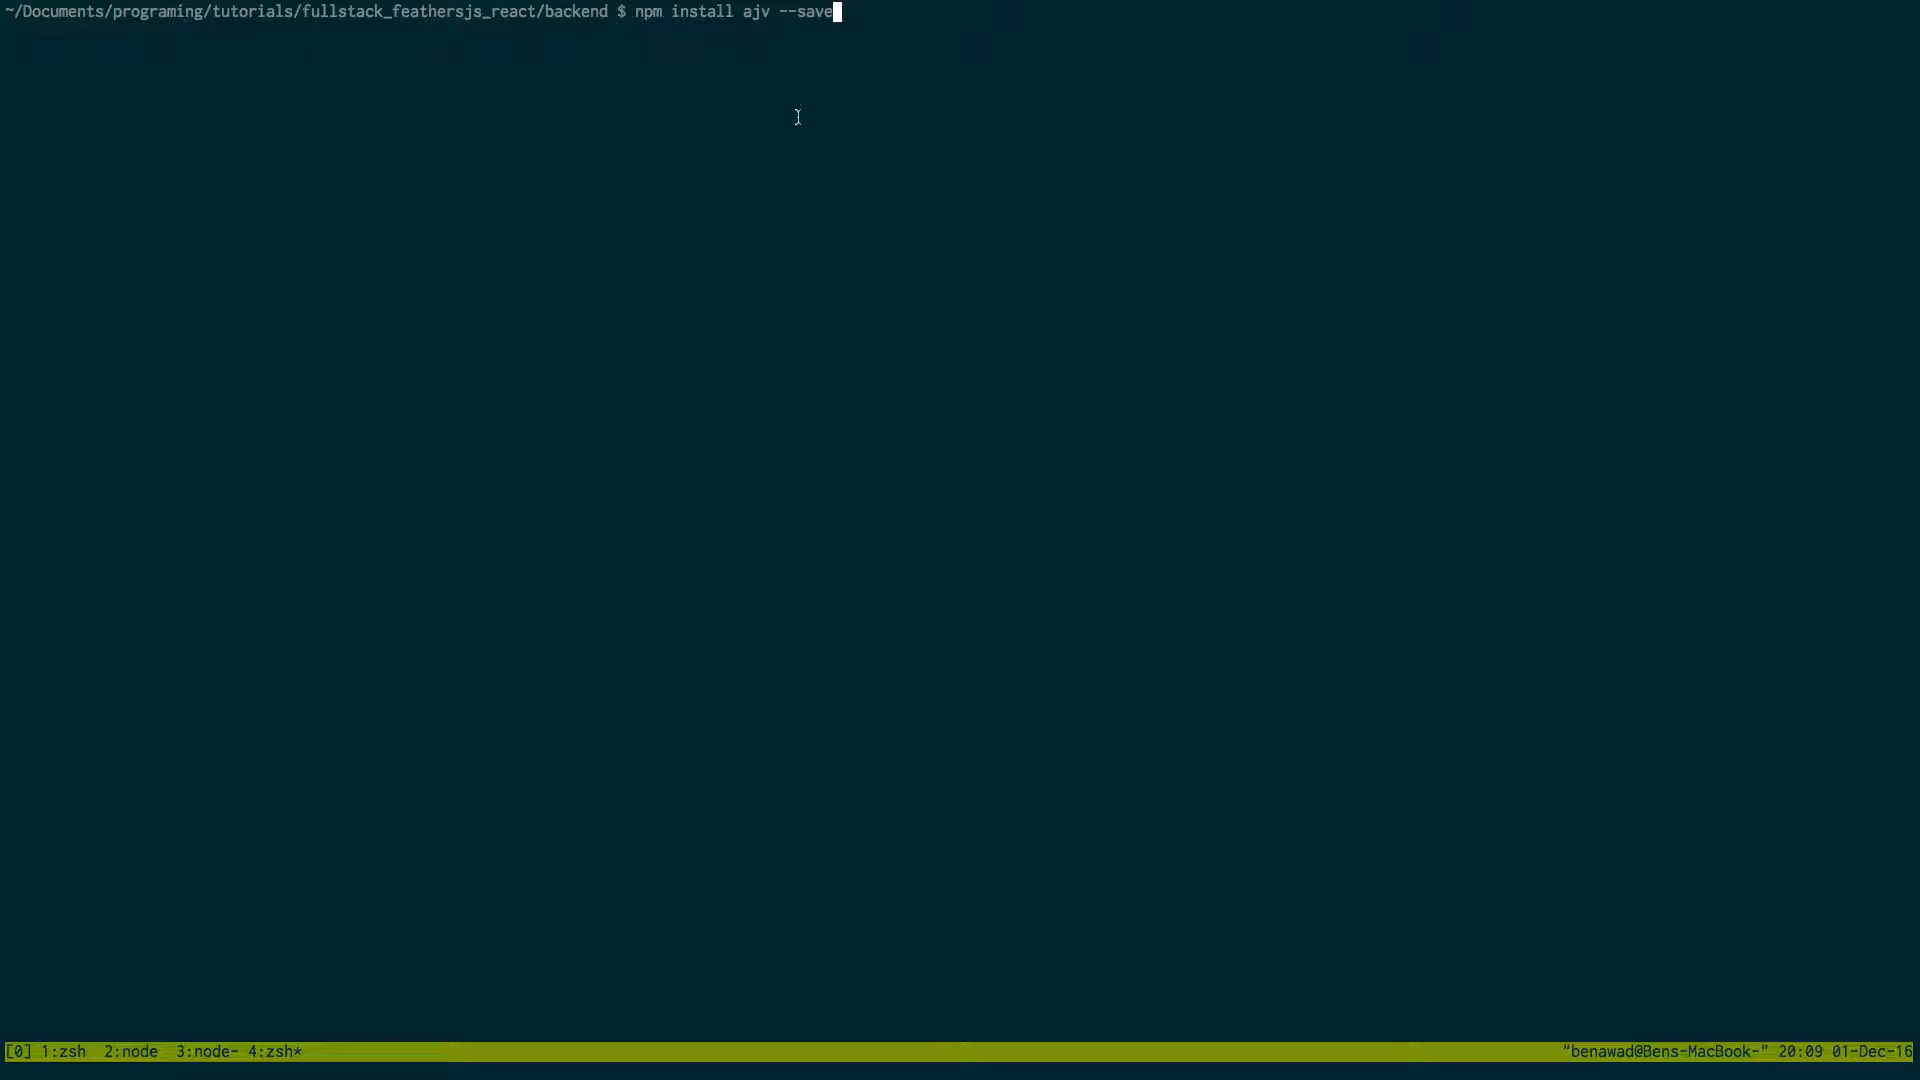 ~/Documents/programing/tutorials/fullstack_feathersjs_react/backend $ npm install ajv --save
[0] 1:zsh  2:node  3:node- 4:zsh*
"benawad@Bens-MacBook-" 20:09 01-Dec-16